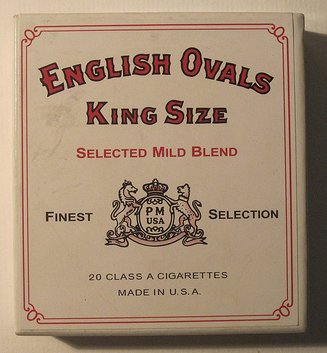 ENGLISH OVALS
KING SIZE
SELECTED MILD BLEND
FINEST
PM
USA
SELECTION
20 CLASS A CIGARETTES
MADE IN U.S.A.